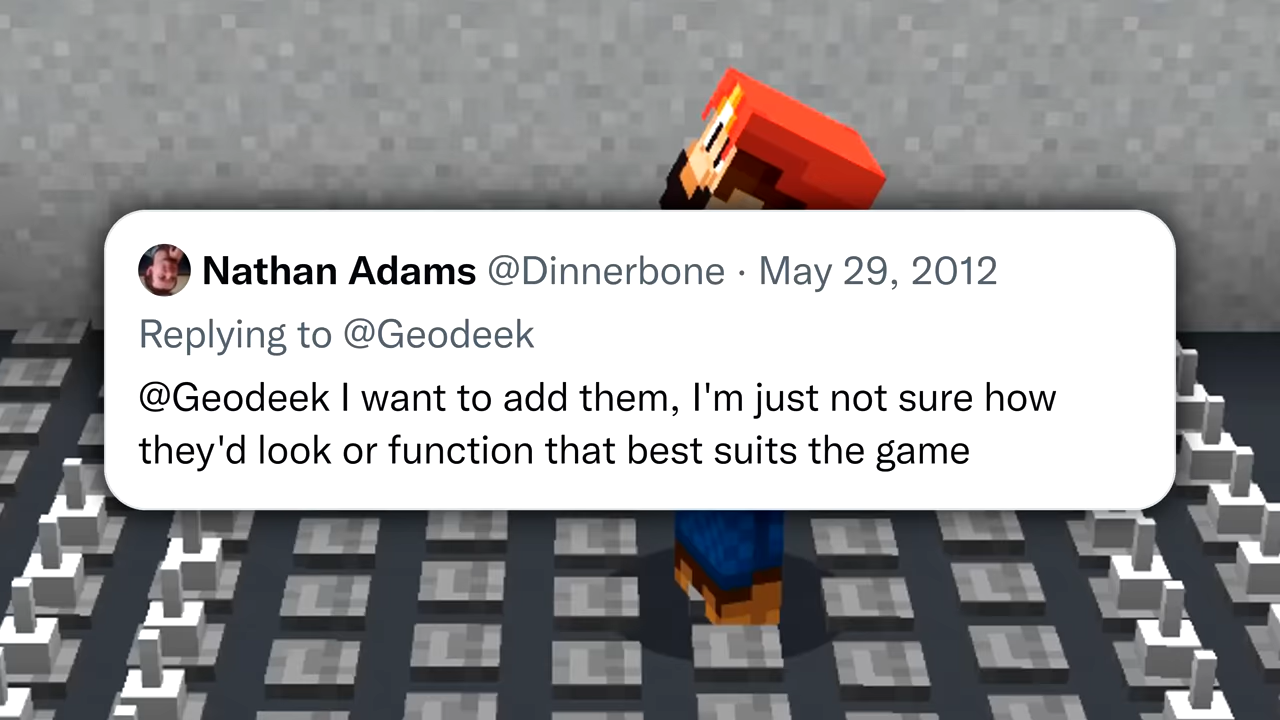 Nathan Adams @Dinnerbone · May 29, 2012
Replying to @Geodeek
@Geodeek I want to add them, I'm just not sure how
they'd look or function that best suits the game